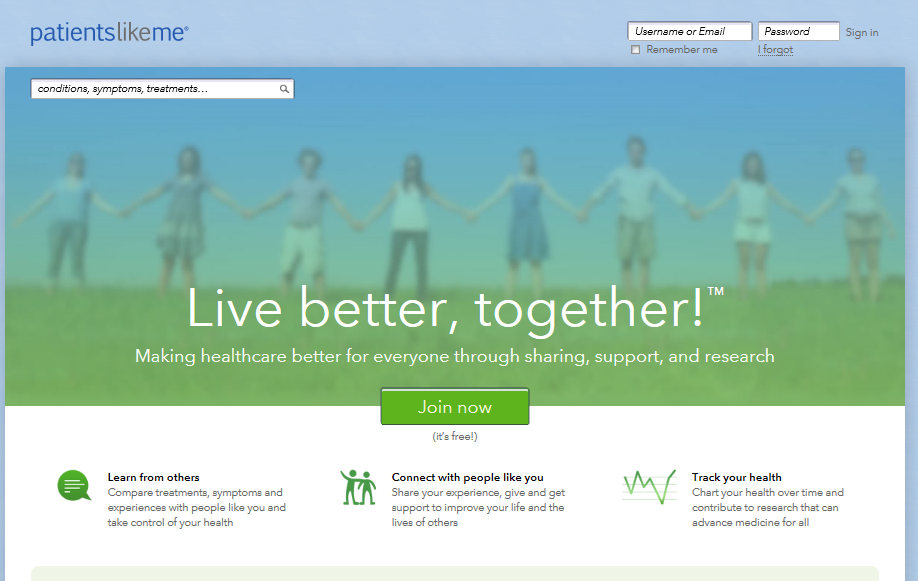 patientslikeme®
Username or Email
Password
Sign in
Remember me
I forgot
conditions, symptoms, treatments...
Live better, together!™
Making healthcare better for everyone through sharing, support, and research
Join now
(it's free!)
Learn from others
Compare treatments, symptoms and
experiences with people like you and
take control of your health
Connect with people like you
Share your experience, give and get
support to improve your life and the
lives of others
Track your health
Chart your health over time and
contribute to research that can
advance medicine for all